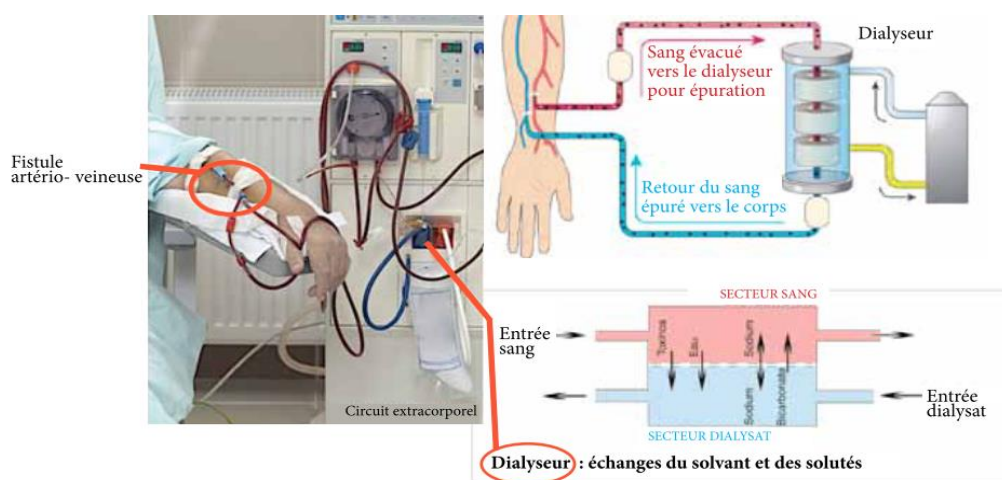 Fistule
artério- veineuse
Circuit extracorporel
Sang évacué
vers le dialyseur
pour épuration
Dialyseur
Retour du sang
épuré vers le corps
SECTEUR SANG
Entrée
sang
Toxines
Eau
Sodium
Sodium
Bicarbonate
Entrée
dialysat
SECTEUR DIALYSAT
Dialyseur : échanges du solvant et des solutés